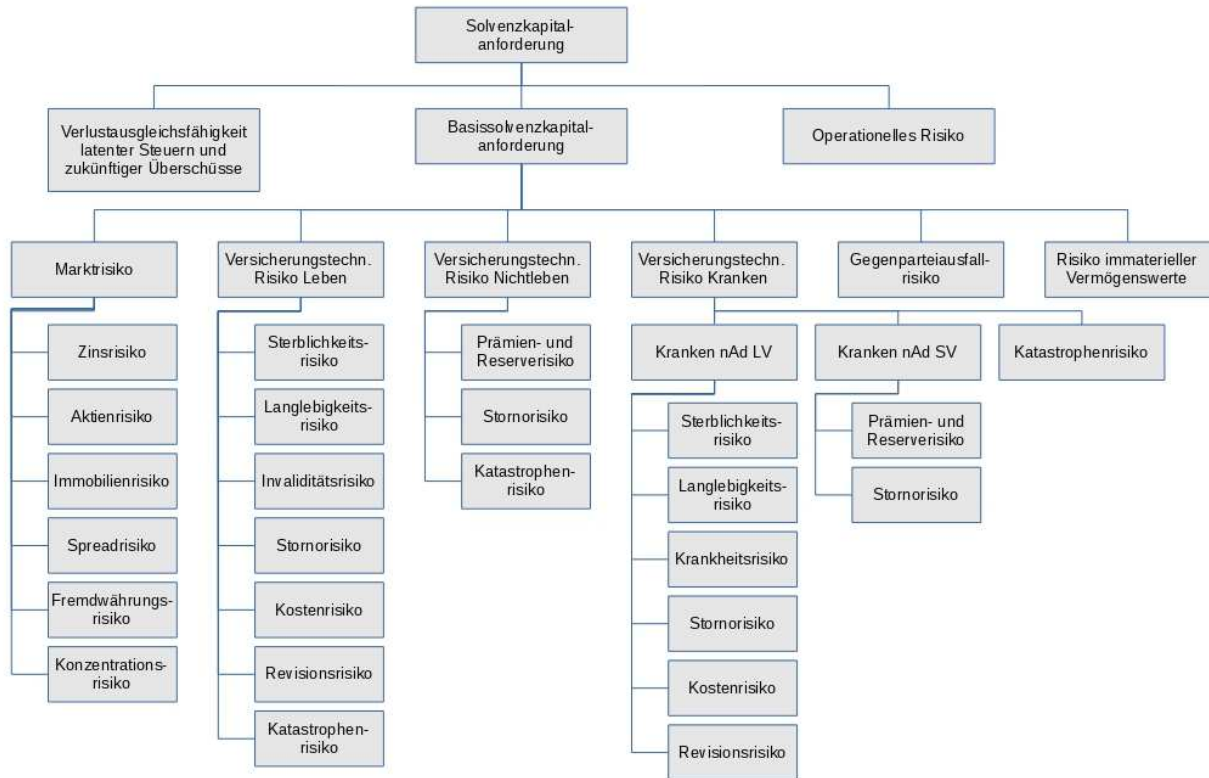 Solvenzkapital-
anforderung
Verlustausgleichsfähigkeit
latenter Steuern und
zukünftiger Überschüsse
Basissolvenzkapital-
anforderung
Operationelles Risiko
Marktrisiko
Versicherungstechn.
Risiko Leben
Versicherungstechn.
Risiko Nichtleben
Versicherungstechn.
Risiko Kranken
Gegenparteiausfall-
risiko
Risiko immaterieller
Vermögenswerte
Zinsrisiko
Aktienrisiko
Immobilienrisiko
Spreadrisiko
Fremdwährungs-
risiko
Konzentrations-
risiko
Sterblichkeits-
risiko
Langlebigkeits-
risiko
Invaliditätsrisiko
Stornorisiko
Kostenrisiko
Revisionsrisiko
Katastrophen-
risiko
Prämien- und
Reserverisiko
Stornorisiko
Katastrophen-
risiko
Kranken nAd LV
Kranken nAd SV
Katastrophenrisiko
Sterblichkeits-
risiko
Langlebigkeits-
risiko
Krankheitsrisiko
Stornorisiko
Kostenrisiko
Revisionsrisiko
Prämien- und
Reserverisiko
Stornorisiko